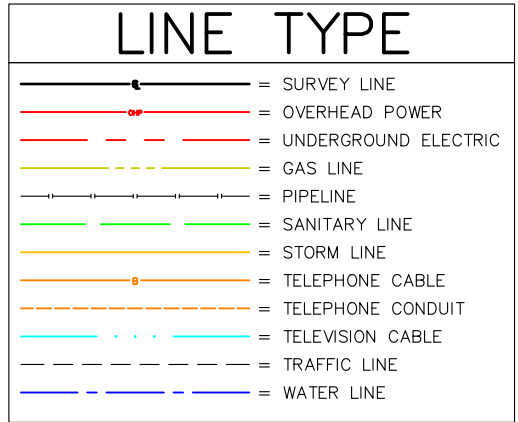 LINE TYPE
= SURVEY LINE
OHP = OVERHEAD POWER
= UNDERGROUND ELECTRIC
= GAS LINE
= PIPELINE
= SANITARY LINE
= STORM LINE
B = TELEPHONE CABLE
= TELEPHONE CONDUIT
= TELEVISION CABLE
= TRAFFIC LINE
= WATER LINE